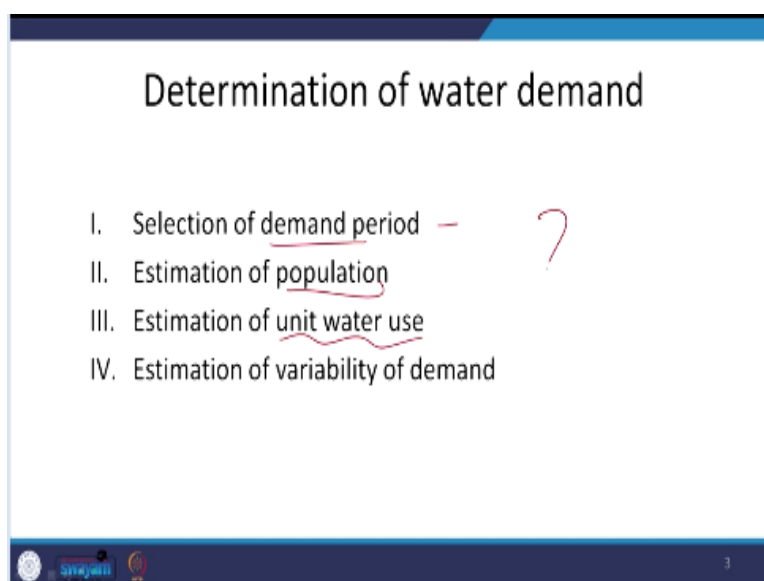 Determination of water demand
I. Selection of demand period
II. Estimation of population
III. Estimation of unit water use
IV. Estimation of variability of demand
?
swayam
3